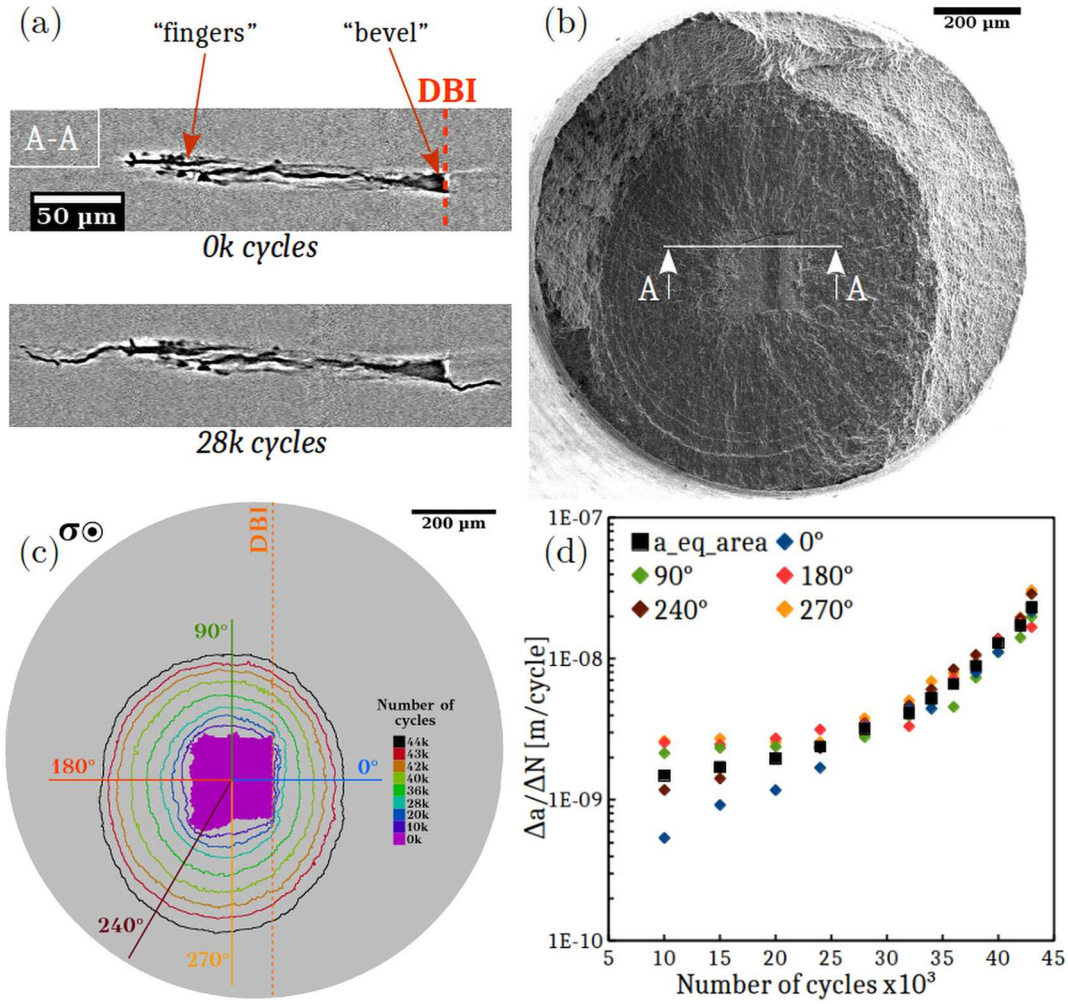 (a)
“fingers”
“bevel”
DBI
A-A
50 µm
0k cycles
28k cycles
(b)
200 µm
A
A
(c)
σ
DBI
200 µm
90°
180°
0°
240°
270°
Number of
cycles
44k
43k
42k
40k
36k
28k
20k
10k
0k
(d)
1E-07
1E-08
1E-09
1E-10
Δa/ΔN [m/cycle]
a_eq_area
0°
90°
180°
240°
270°
5 10 15 20 25 30 35 40 45
Number of cycles x10³